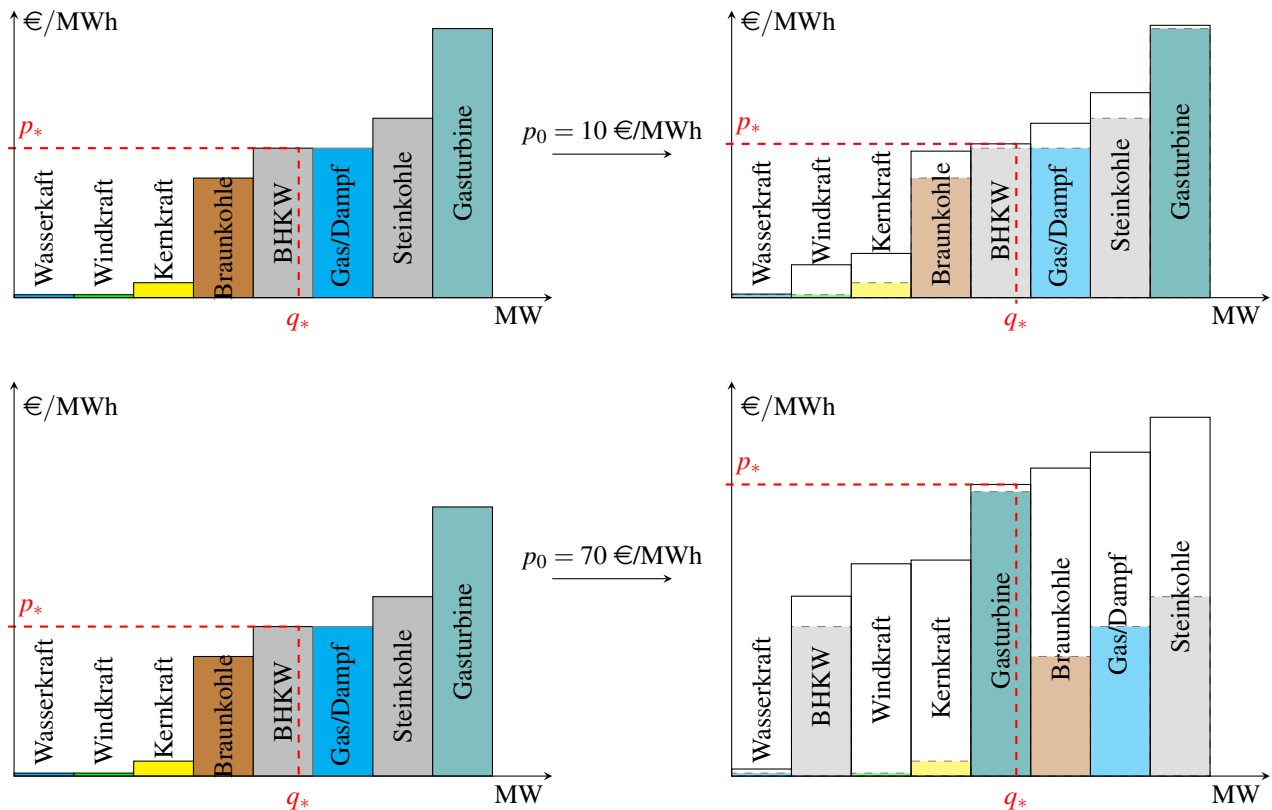 €/MWh
p*
Wasserkraft
Windkraft
Kernkraft
Braunkohle
BHKW
Gas/Dampf
Steinkohle
Gasturbine
q*
MW
p0 = 10 €/MWh
€/MWh
p*
Wasserkraft
Windkraft
Kernkraft
Braunkohle
BHKW
Gas/Dampf
Steinkohle
Gasturbine
q*
MW
€/MWh
p*
Wasserkraft
Windkraft
Kernkraft
Braunkohle
BHKW
Gas/Dampf
Steinkohle
Gasturbine
q*
MW
p0 = 70 €/MWh
€/MWh
p*
Wasserkraft
BHKW
Windkraft
Kernkraft
Gasturbine
Braunkohle
Gas/Dampf
Steinkohle
q*
MW